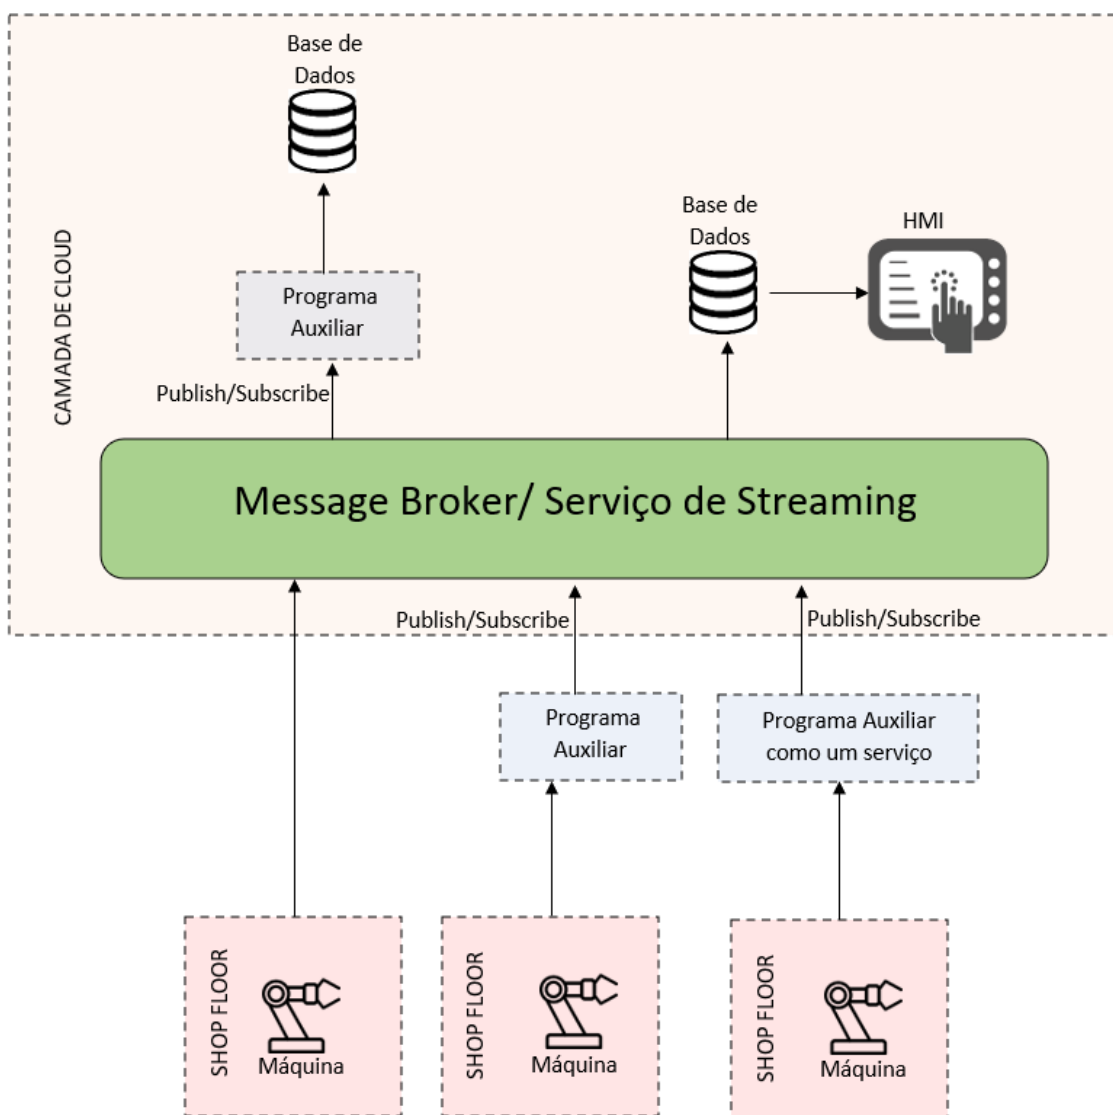 Base de
Dados
Base de
Dados
HMI
CAMADA DE CLOUD
Programa
Auxiliar
Publish/Subscribe
Message Broker/ Serviço de Streaming
Publish/Subscribe
Publish/Subscribe
Programa
Auxiliar
Programa Auxiliar
como um serviço
SHOP FLOOR
Máquina
SHOP FLOOR
Máquina
SHOP FLOOR
Máquina